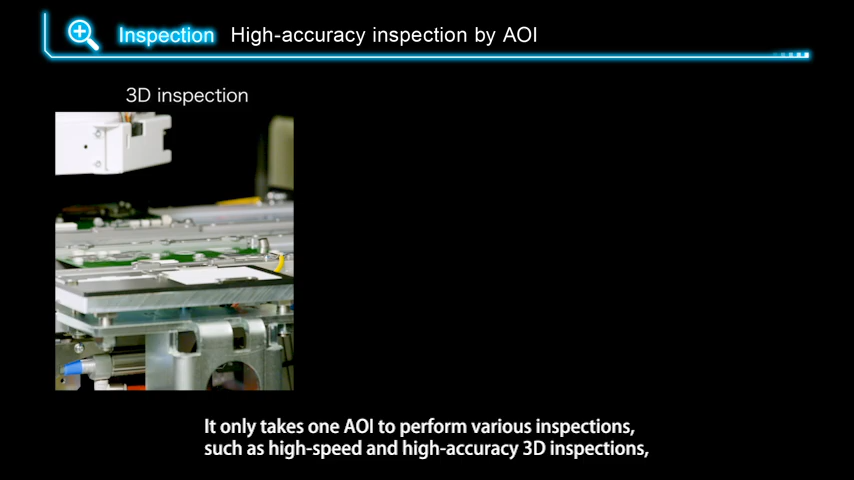 Inspection High-accuracy inspection by AOI
3D inspection
It only takes one AOI to perform various inspections,
such as high-speed and high-accuracy 3D inspections,